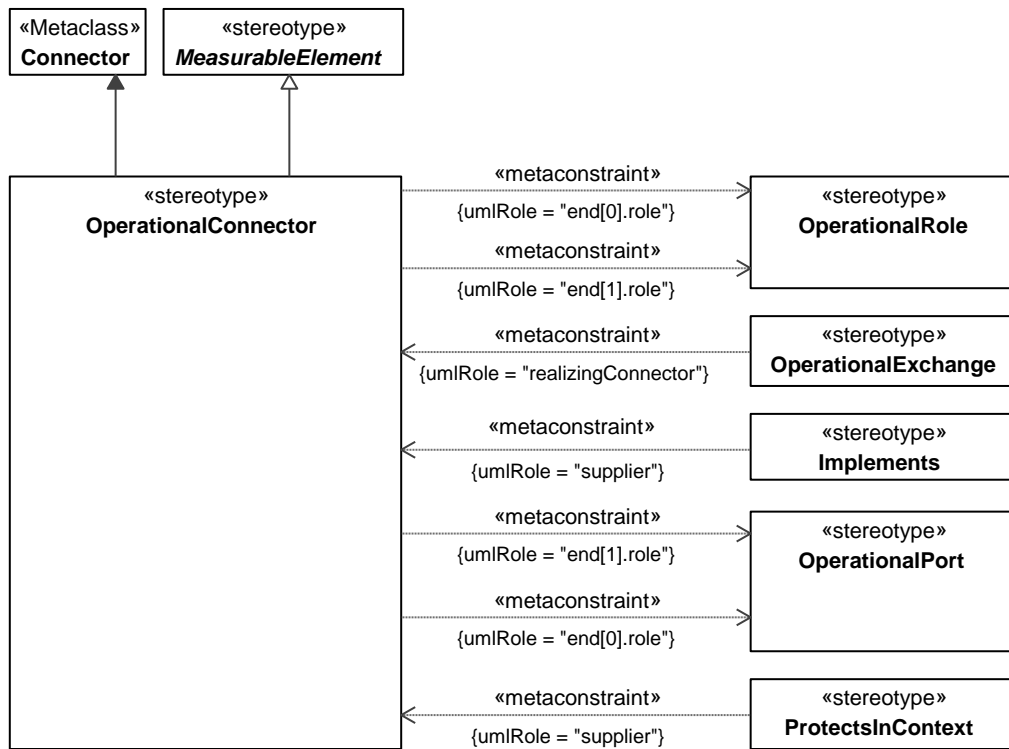 «Metaclass»
Connector
«stereotype»
MeasurableElement
«stereotype»
OperationalConnector
«metaconstraint»
{umlRole = "end[0].role"}
«metaconstraint»
{umlRole = "end[1].role"}
«stereotype»
OperationalRole
«metaconstraint»
{umlRole = "realizingConnector"}
«stereotype»
OperationalExchange
«metaconstraint»
{umlRole = "supplier"}
«stereotype»
Implements
«metaconstraint»
{umlRole = "end[1].role"}
«metaconstraint»
{umlRole = "end[0].role"}
«stereotype»
OperationalPort
«metaconstraint»
{umlRole = "supplier"}
«stereotype»
ProtectsInContext